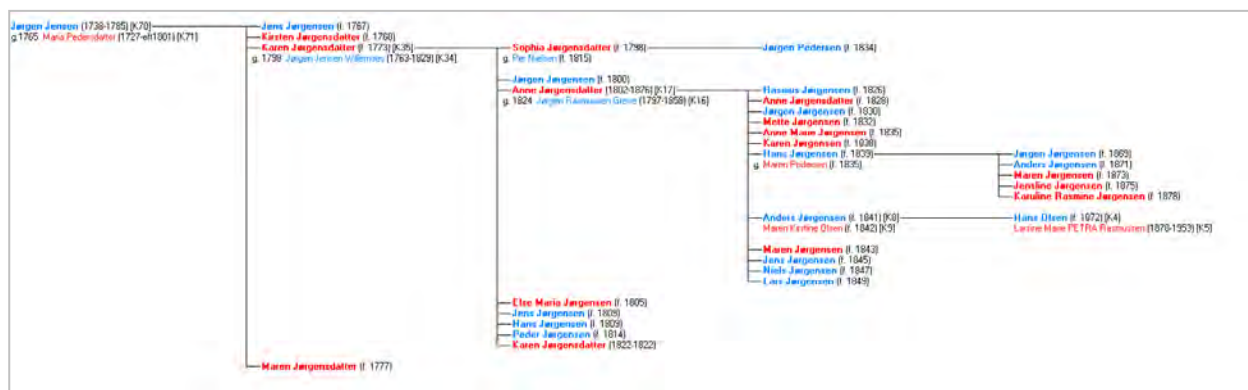 Jørgen Jensen (1738-1785) [K70]
g.1765 Maria Pedersdatter (1727-eft1801) [K71]
Jens Jørgensen (f. 1767)
Kirsten Jørgensdatter (f. 1768)
Karen Jørgensdatter (f. 1773) [K35]
g. 1799 Jørgen Jensen Willemsen (1763-1829) [K34]
Sophia Jørgensdatter (f. 1798)
g. Per Nielsen (f. 1815)
Jørgen Pedersen (f. 1834)
Jørgen Jørgensen (f. 1800)
Anne Jørgensdatter (1802-1876) [K17]
g. 1824 Jørgen Rasmussen Greve (1797-1858) [K16]
Rasmus Jørgensen (f. 1826)
Anne Jørgensdatter (f. 1828)
Jørgen Jørgensen (f. 1830)
Mette Jørgensen (f. 1832)
Anne Marie Jørgensen (f. 1835)
Karen Jørgensen (f. 1838)
Hans Jørgensen (f. 1839)
g. Maren Pedersen (f. 1835)
Jørgen Jørgensen (f. 1869)
Anders Jørgensen (f. 1871)
Maren Jørgensen (f. 1873)
Jensine Jørgensen (f. 1875)
Karoline Rasmine Jørgensen (f. 1878)
Anders Jørgensen (f. 1841) [K8]
Maren Kirstine Olsen (f. 1842) [K9]
Hans Olsen (f. 1872) [K4]
Laisine Marie PETRA Rasmussen (1878-1953) [K5]
Maren Jørgensen (f. 1843)
Jens Jørgensen (f. 1845)
Niels Jørgensen (f. 1847)
Lars Jørgensen (f. 1849)
Else Maria Jørgensen (f. 1805)
Jens Jørgensen (f. 1809)
Hans Jørgensen (f. 1809)
Peder Jørgensen (f. 1814)
Karen Jørgensdatter (1822-1822)
Maren Jørgensdatter (f. 1777)